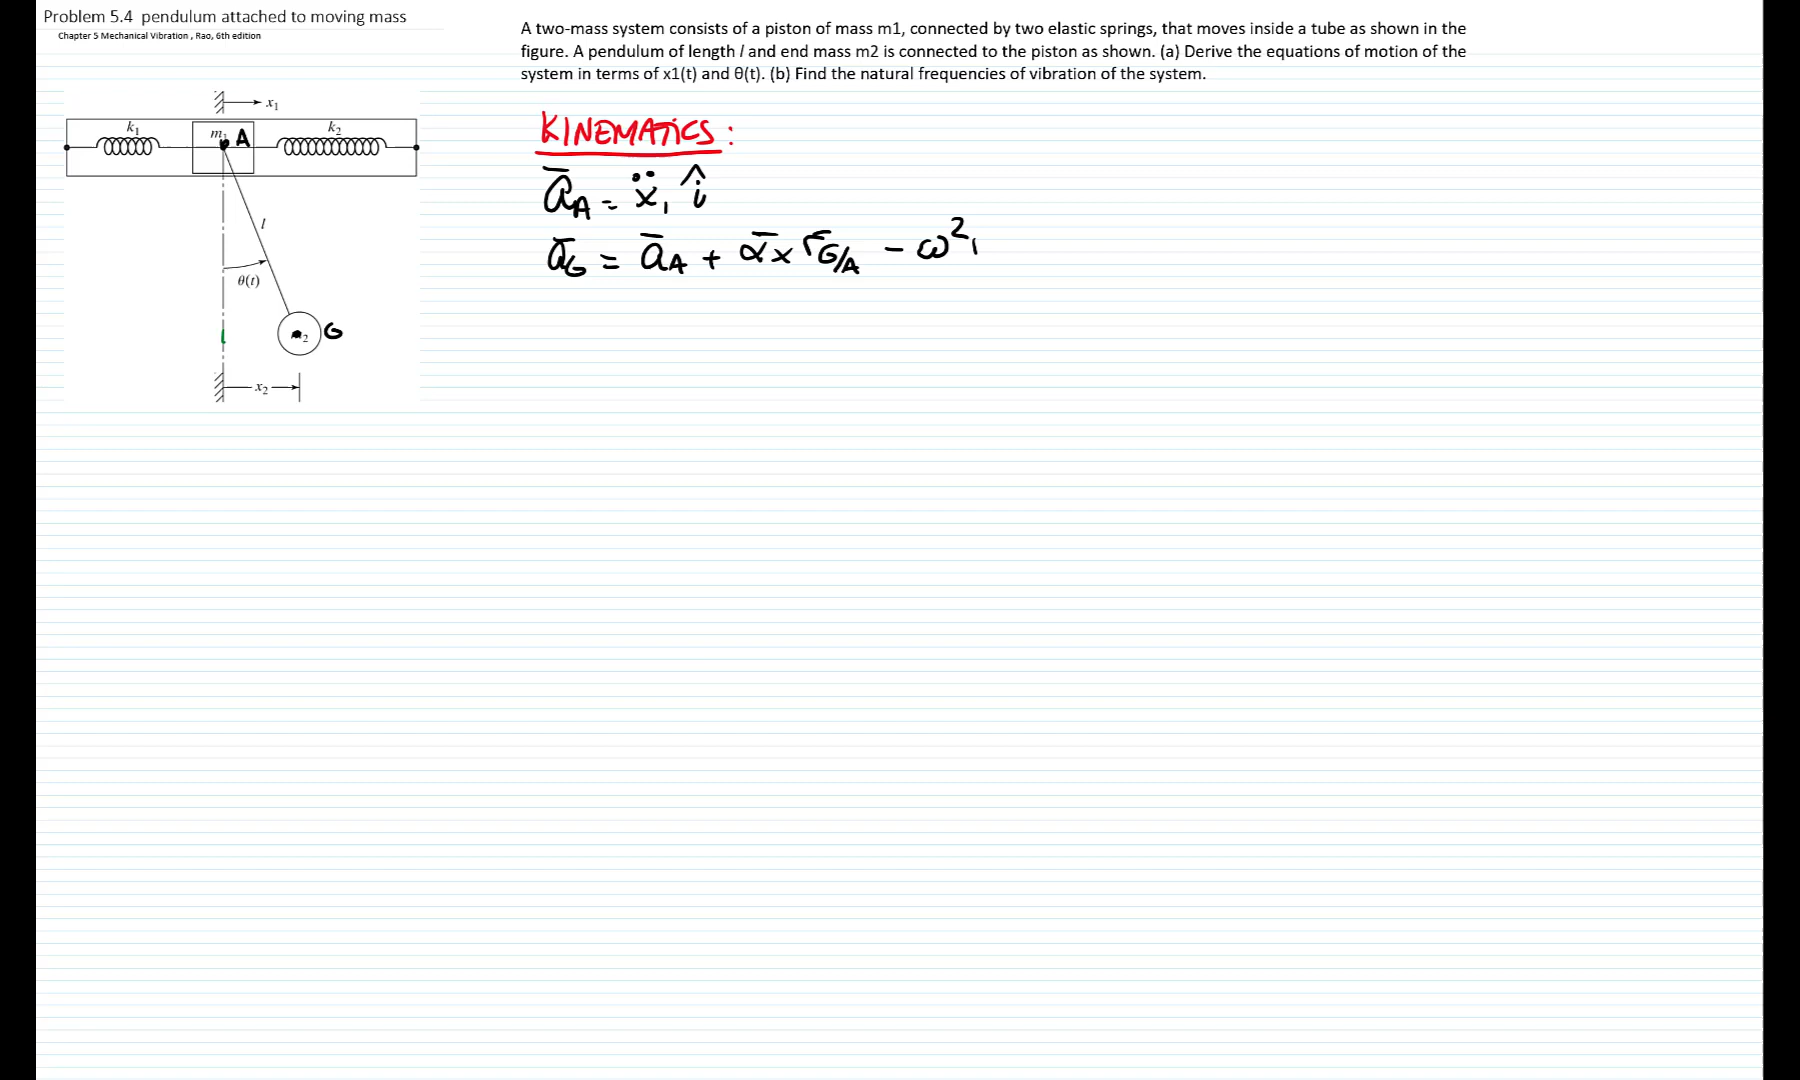 Problem 5.4 pendulum attached to moving mass
Chapter 5 Mechanical Vibration , Rao, 6th edition
A two-mass system consists of a piston of mass m1, connected by two elastic springs, that moves inside a tube as shown in the
figure. A pendulum of length l and end mass m2 is connected to the piston as shown. (a) Derive the equations of motion of the
system in terms of x1(t) and θ(t). (b) Find the natural frequencies of vibration of the system.
x₁
k₁
m₁ A
k₂
l
θ(t)
G
x₂
KINEMATICS:
āA = ẍ₁ î
āG = āA + ᾱ x r̄G/A - ω²